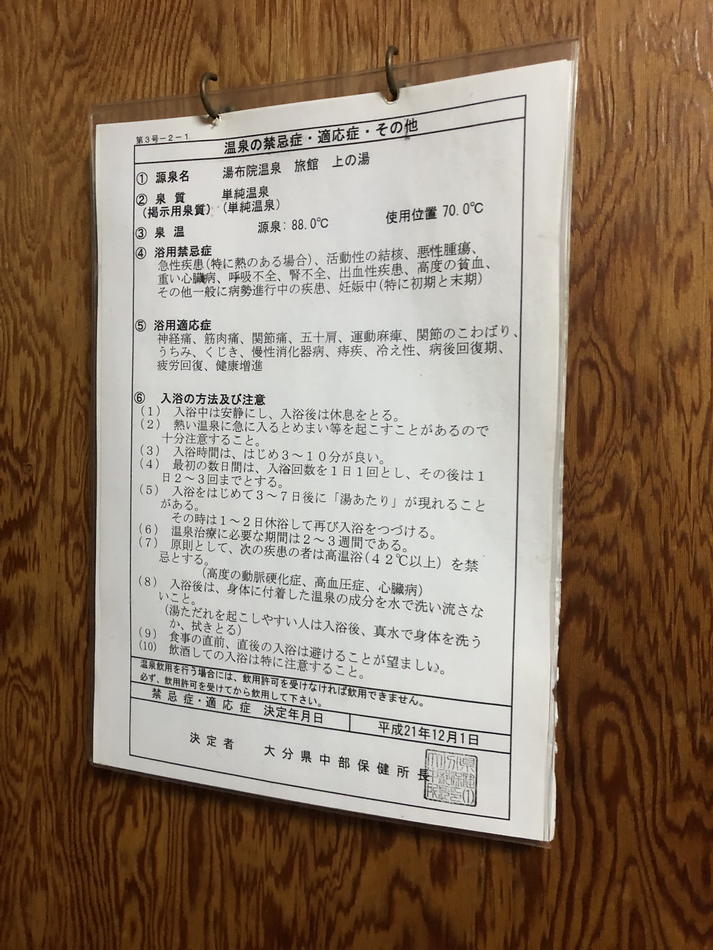 第3号－2－1
温泉の禁忌症・適応症・その他
① 源泉名 湯布院温泉 旅館 上の湯
② 泉質 単純温泉
(掲示用泉質) (単純温泉)
③ 泉温 源泉: 88.0℃ 使用位置 70.0℃
④ 浴用禁忌症
急性疾患(特に熱のある場合)、活動性の結核、悪性腫瘍、
重い心臓病、呼吸不全、腎不全、出血性疾患、高度の貧血、
その他一般に病勢進行中の疾患、妊娠中(特に初期と末期)
⑤ 浴用適応症
神経痛、筋肉痛、関節痛、五十肩、運動麻痺、関節のこわばり、
うちみ、くじき、慢性消化器病、痔疾、冷え性、病後回復期、
疲労回復、健康増進
⑥ 入浴の方法及び注意
(1) 入浴中は安静にし、入浴後は休息をとる。
(2) 熱い温泉に急に入るとめまい等を起こすことがあるので
十分注意すること。
(3) 入浴時間は、はじめ3～10分が良い。
(4) 最初の数日間は、入浴回数を1日1回とし、その後は1
日2～3回までとする。
(5) 入浴をはじめて3～7日後に「湯あたり」が現れること
がある。
その時は1～2日休浴して再び入浴をつづける。
(6) 温泉治療に必要な期間は2～3週間である。
(7) 原則として、次の疾患の者は高温浴(42℃以上)を禁
忌とする。
(高度の動脈硬化症、高血圧症、心臓病)
(8) 入浴後は、身体に付着した温泉の成分を水で洗い流さな
いこと。
(湯ただれを起こしやすい人は入浴後、真水で身体を洗う
か、拭きとる)
(9) 食事の直前、直後の入浴は避けることが望ましい。
(10) 飲酒しての入浴は特に注意すること。
温泉飲用を行う場合には、飲用許可を受けなければ飲用できません。
必ず、飲用許可を受けてから飲用して下さい。
禁忌症・適応症 決定年月日 平成21年12月1日
決定者 大分県中部保健所長